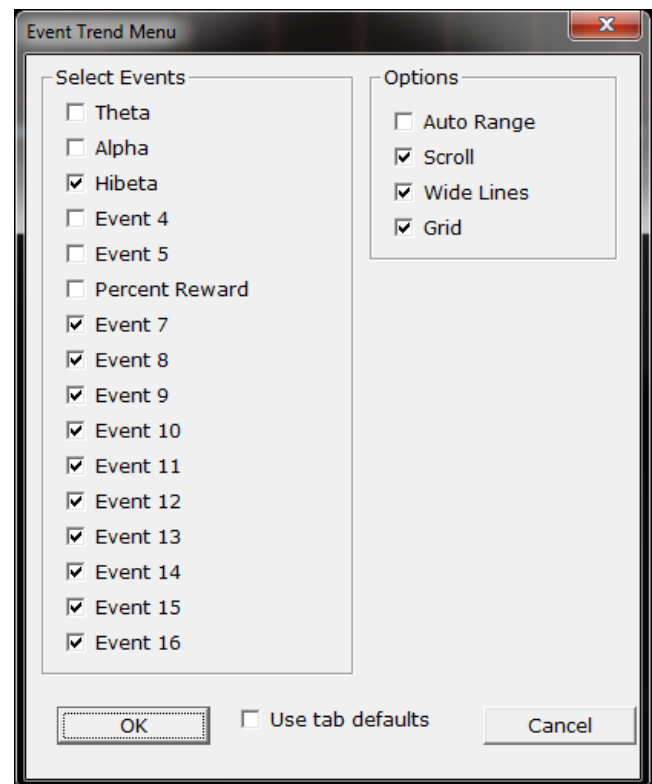 Event Trend Menu
Select Events
Theta
Alpha
Hibeta
Event 4
Event 5
Percent Reward
Event 7
Event 8
Event 9
Event 10
Event 11
Event 12
Event 13
Event 14
Event 15
Event 16
Options
Auto Range
Scroll
Wide Lines
Grid
OK
Use tab defaults
Cancel